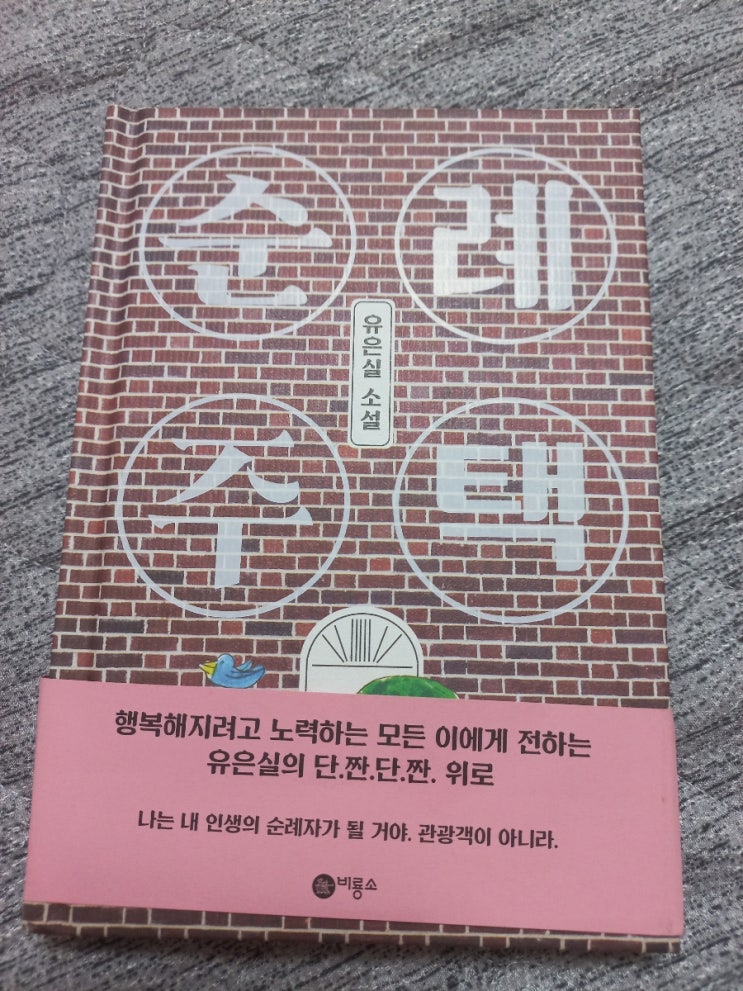 순례
유은실 소설
주택
행복해지려고 노력하는 모든 이에게 전하는
유은실의 단.짠.단.짠. 위로
나는 내 인생의 순례자가 될 거야. 관광객이 아니라.
비룡소